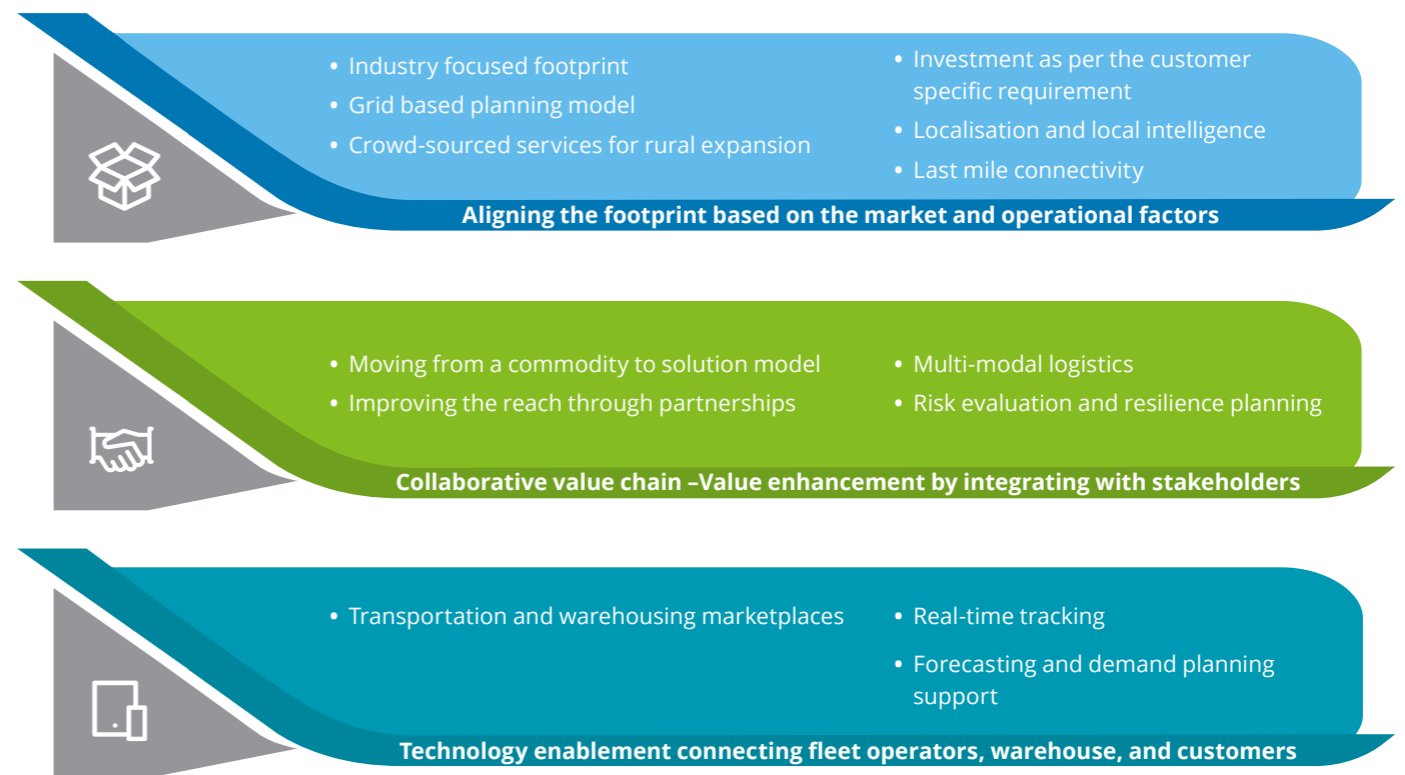 • Industry focused footprint
• Grid based planning model
• Crowd-sourced services for rural expansion
• Investment as per the customer
specific requirement
• Localisation and local intelligence
• Last mile connectivity
Aligning the footprint based on the market and operational factors
• Moving from a commodity to solution model
• Improving the reach through partnerships
• Multi-modal logistics
• Risk evaluation and resilience planning
Collaborative value chain –Value enhancement by integrating with stakeholders
• Transportation and warehousing marketplaces
• Real-time tracking
• Forecasting and demand planning
support
Technology enablement connecting fleet operators, warehouse, and customers